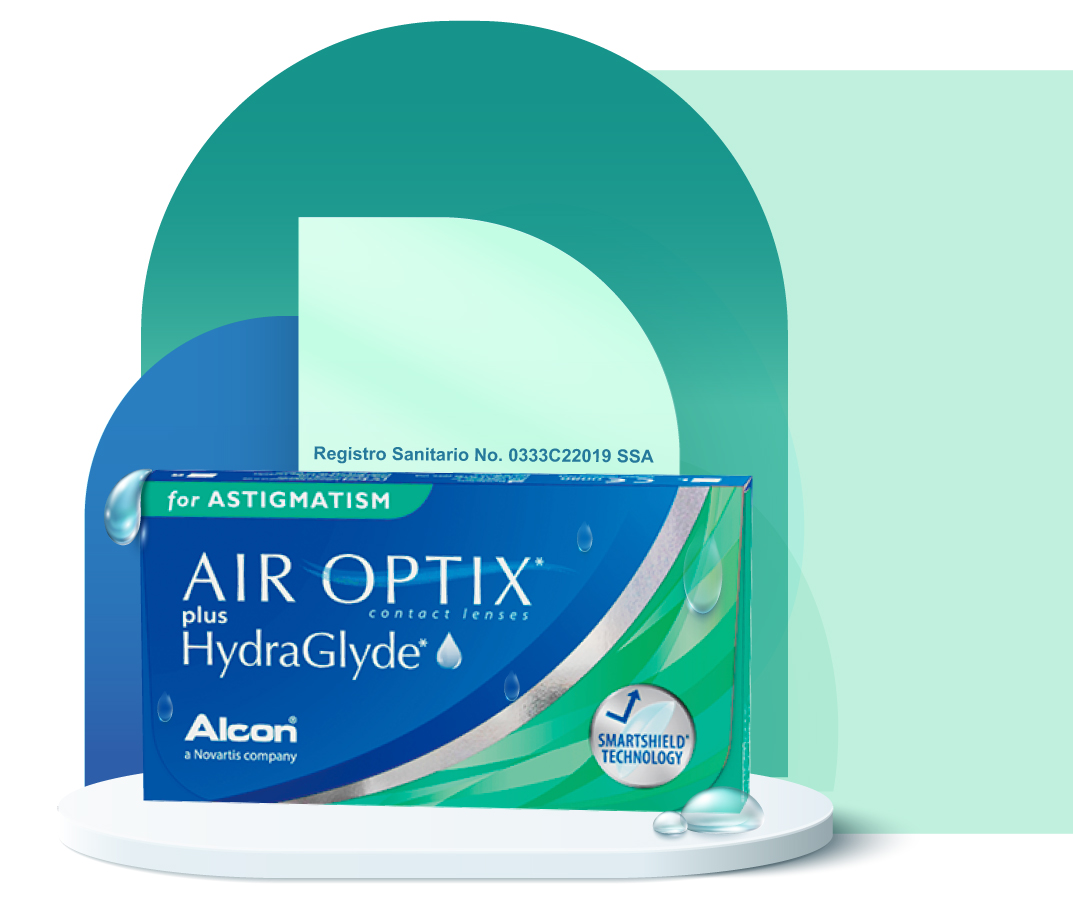 Registro Sanitario No. 0333C22019 SSA
for ASTIGMATISM
AIR OPTIX*
contact lenses
plus
HydraGlyde*
Alcon®
a Novartis company
SMARTSHIELD*
TECHNOLOGY